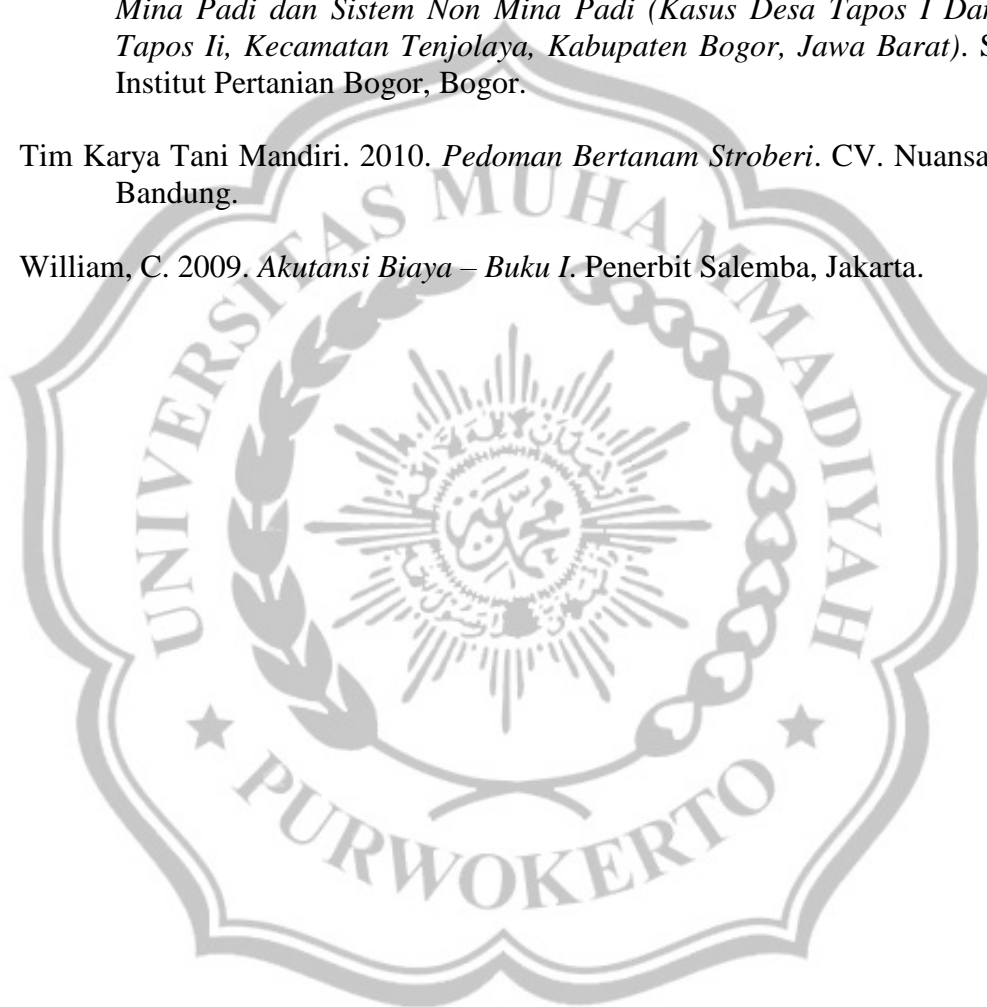 Mina Padi dan Sistem Non Mina Padi (Kasus Desa Tapos I Dan
Tapos Ii, Kecamatan Tenjolaya, Kabupaten Bogor, Jawa Barat). S
Institut Pertanian Bogor, Bogor.
Tim Karya Tani Mandiri. 2010. Pedoman Bertanam Stroberi. CV. Nuansa
Bandung.
William, C. 2009. Akutansi Biaya – Buku I. Penerbit Salemba, Jakarta.
UNIVERSITAS MUHAMMADIYAH
PURWOKERTO